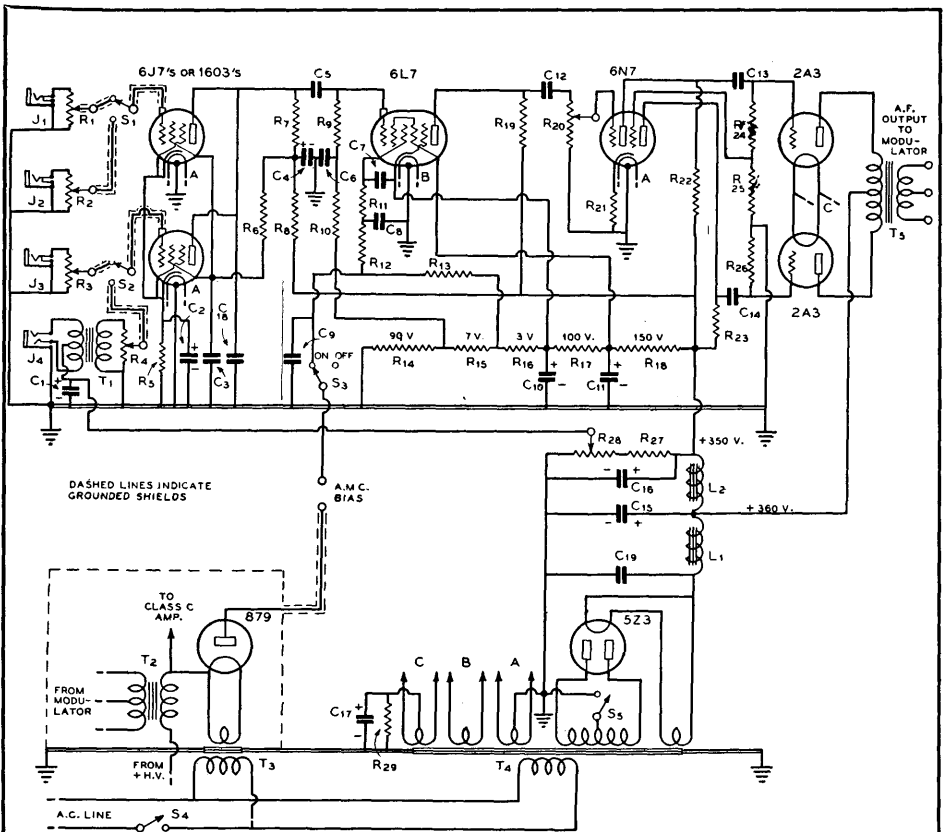 6J7'S OR 1603'S
C5
6L7
C12
6N7
C13
2A3
J1
R1
S1
R7
R9
R19
R20
R24
A.F.
OUTPUT
TO
MODU-
LATOR
A
C7
C4
+
-
C6
B
A
R22
R25
C
J2
R2
R11
R21
T5
R6
R8
R10
C8
J3
R3
S2
A
R12
R13
R26
C2
C18
C14
2A3
R23
+
-
90 V
7 V.
3 V
100 V.
150 V
J4
T1
R4
R5
C3
C9
R14
R15
R16
R17
R18
C1
+
-
ON OFF
S3
C10
+
-
C11
+
-
R28
R27
+350 V.
DASHED LINES INDICATE
GROUNDED SHIELDS
A.M.C.
BIAS
-
+
C16
L2
C15
-
+
+360 V.
L1
C19
TO
CLASS C
AMP.
879
5Z3
T2
C
B
A
FROM
MODU-
LATOR
C17
+
-
S5
R29
FROM
+H.V.
T3
T4
A.C. LINE
S4